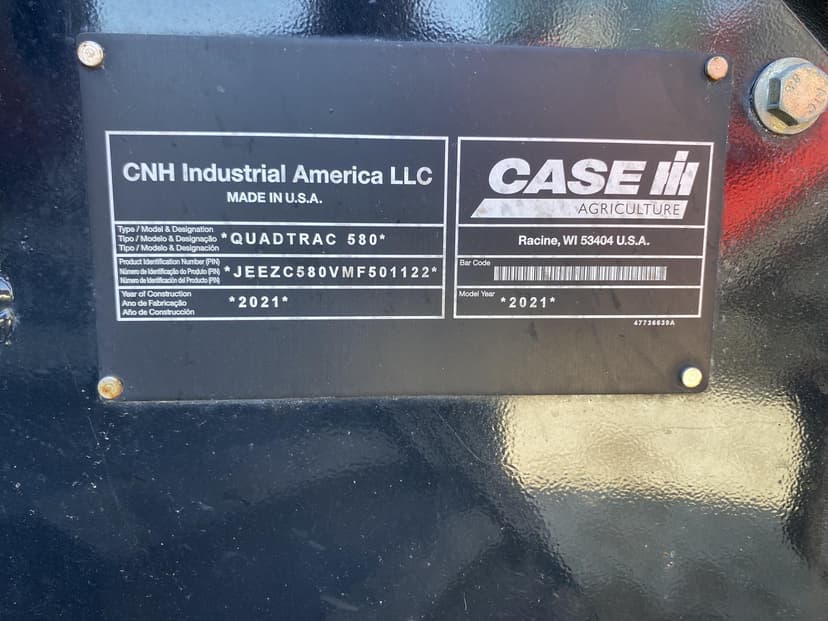 CNH Industrial America LLC
MADE IN U.S.A.
Type / Model & Designation
Tipo / Modelo & Designação
Tipo / Modelo & Designación
*QUADTRAC 580*
Product Identification Number (PIN)
Número de Identificação do Produto (PIN)
Número de Identificación del Producto (PIN)
*JEEZC580VMF501122*
Year of Construction
Ano de Fabricação
Año de Construcción
*2021*
CASE IH
AGRICULTURE
Racine, WI 53404 U.S.A.
Bar Code
Model Year
*2021*
47736639A